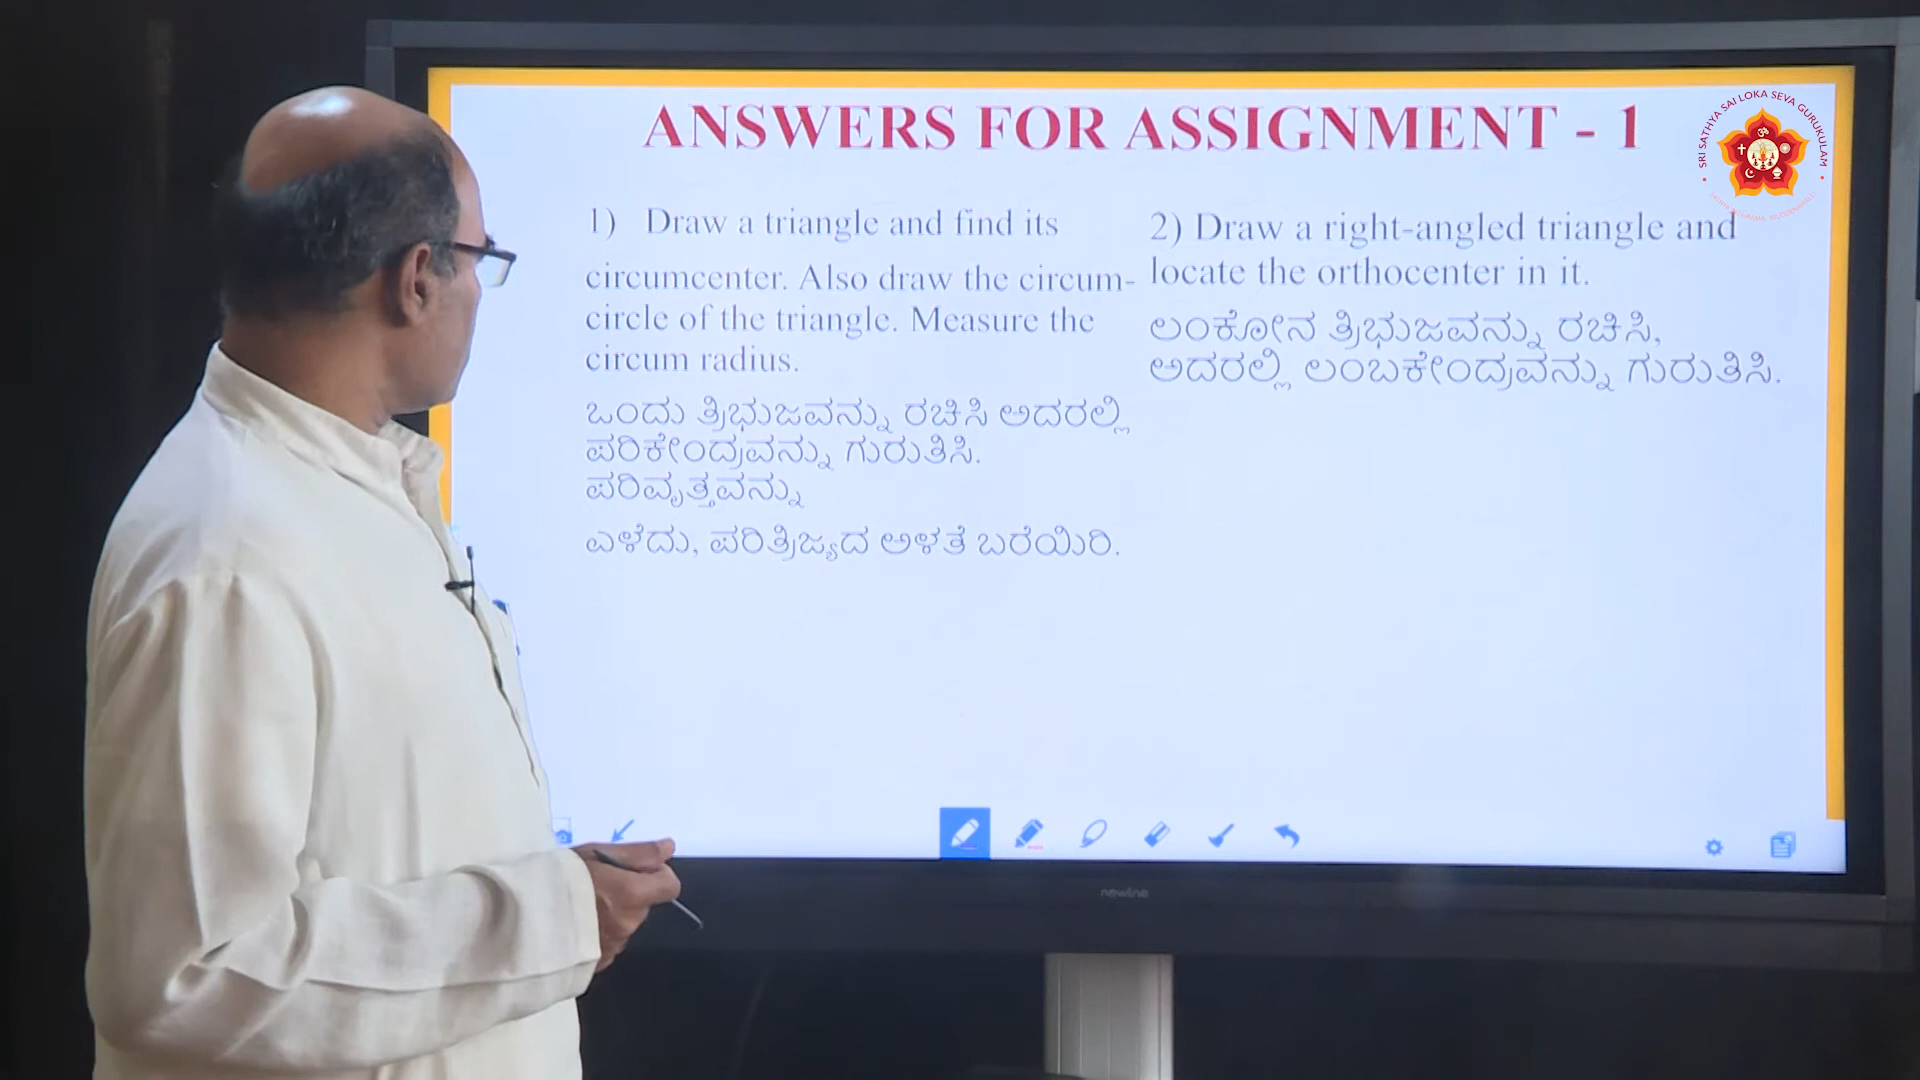 ANSWERS FOR ASSIGNMENT - 1
SRI SATHYA SAI LOKA SEVA GURUKULAM
1) Draw a triangle and find its
circumcenter. Also draw the circum-
circle of the triangle. Measure the
circum radius.
ಒಂದು ತ್ರಿಭುಜವನ್ನು ರಚಿಸಿ ಅದರಲ್ಲಿ
ಪರಿಕೇಂದ್ರವನ್ನು ಗುರುತಿಸಿ.
ಪರಿವೃತ್ತವನ್ನು
ಎಳೆದು, ಪರಿತ್ರಿಜ್ಯದ ಅಳತೆ ಬರೆಯಿರಿ.
2) Draw a right-angled triangle and
locate the orthocenter in it.
ಲಂಕೋನ ತ್ರಿಭುಜವನ್ನು ರಚಿಸಿ,
ಅದರಲ್ಲಿ ಲಂಬಕೇಂದ್ರವನ್ನು ಗುರುತಿಸಿ.
newline